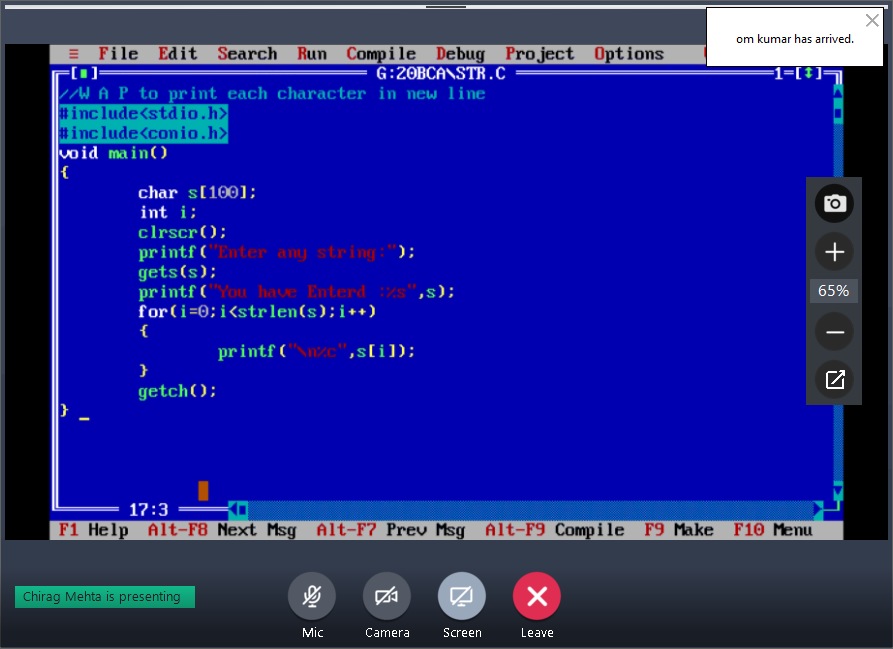 om kumar has arrived.
≡ File Edit Search Run Compile Debug Project Options
[■] G:20BCA\STR.C 1=[↕]
//W A P to print each character in new line
#include<stdio.h>
#include<conio.h>
void main()
{
char s[100];
int i;
clrscr();
printf("Enter any string:");
gets(s);
printf("You have Enterd :%s",s);
for(i=0;i<strlen(s);i++)
{
printf("\n%c",s[i]);
}
getch();
}
65%
17:3
F1 Help Alt-F8 Next Msg Alt-F7 Prev Msg Alt-F9 Compile F9 Make F10 Menu
Chirag Mehta is presenting
Mic Camera Screen Leave